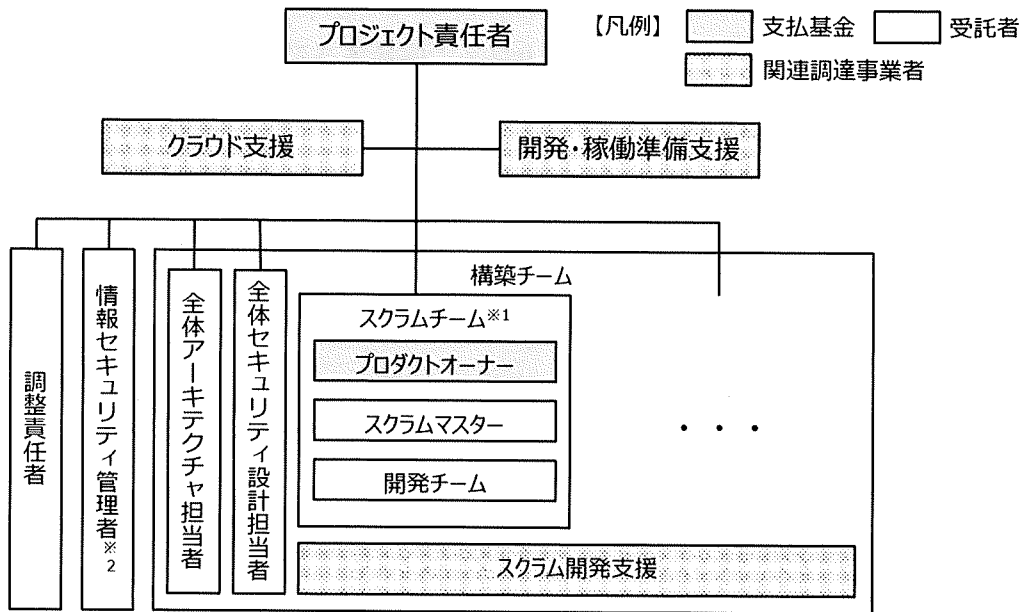 プロジェクト責任者
【凡例】
支払基金
受託者
関連調達事業者
クラウド支援
開発・稼働準備支援
構築チーム
調整責任者
情報セキュリティ管理者※2
全体アーキテクチャ担当者
全体セキュリティ設計担当者
スクラムチーム※1
プロダクトオーナー
スクラムマスター
開発チーム
・・・
スクラム開発支援